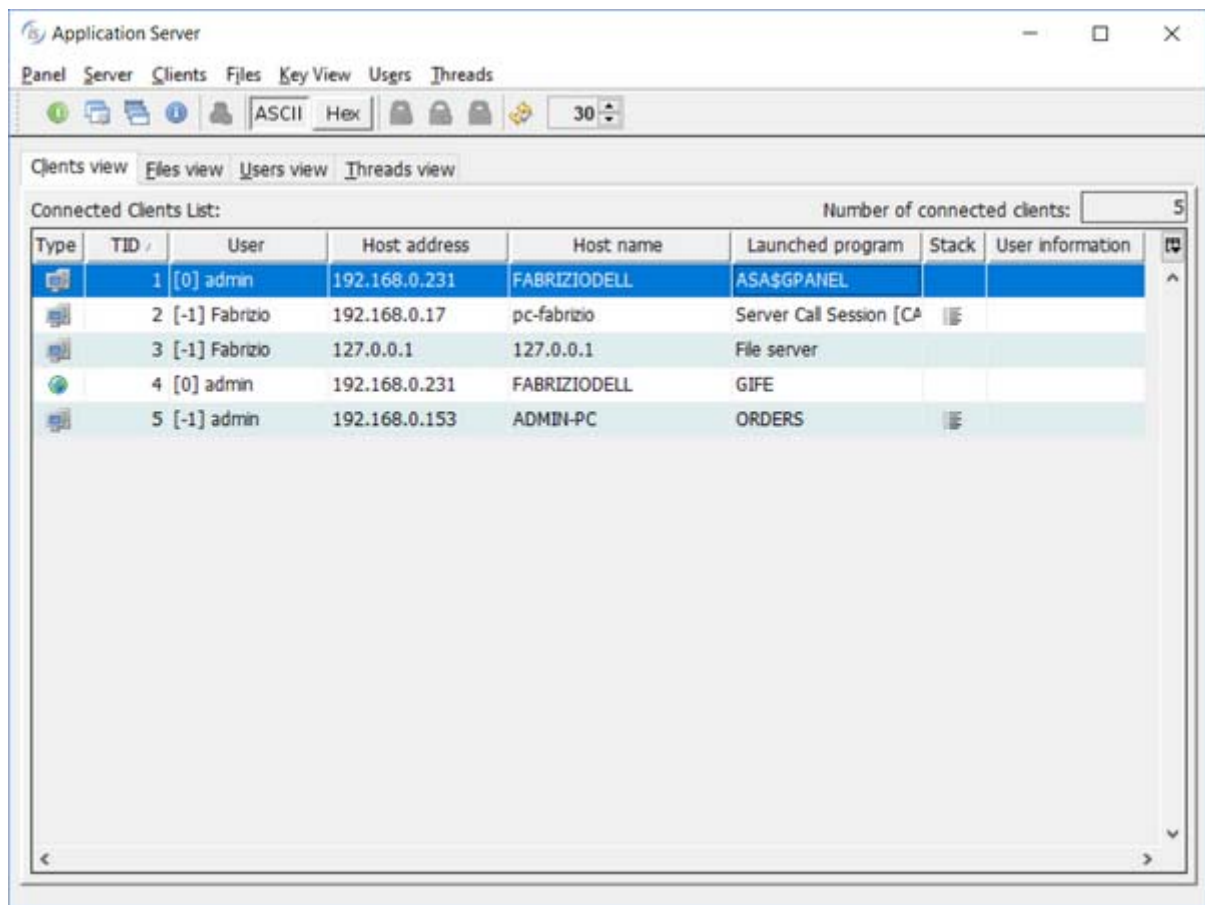 Application Server
Panel Server Clients Files Key View Users Threads
ASCII Hex 30
Clients view Files view Users view Threads view
Connected Clients List: Number of connected clients: 5
Type TID User Host address Host name Launched program Stack User information
1 [0] admin 192.168.0.231 FABRIZIODELL ASA$GPANEL
2 [-1] Fabrizio 192.168.0.17 pc-fabrizio Server Call Session [CA
3 [-1] Fabrizio 127.0.0.1 127.0.0.1 File server
4 [0] admin 192.168.0.231 FABRIZIODELL GIFE
5 [-1] admin 192.168.0.153 ADMIN-PC ORDERS